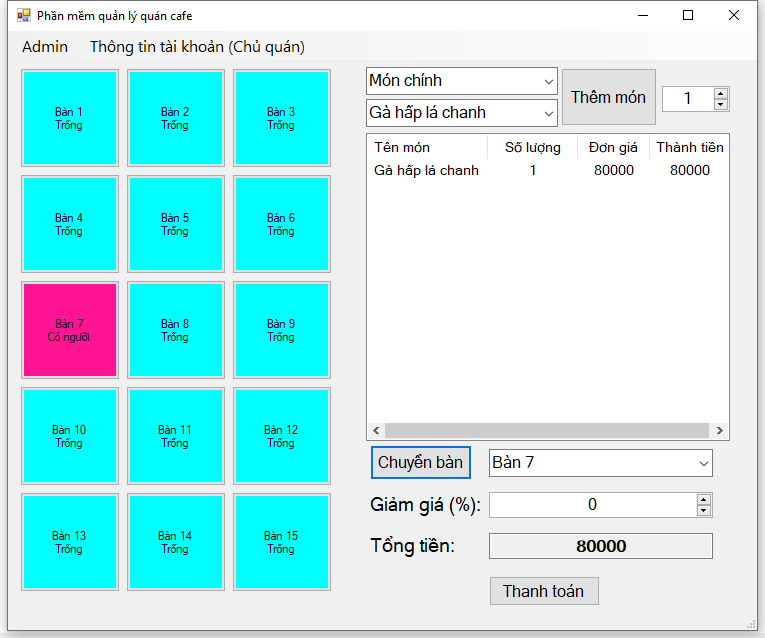 Phần mềm quản lý quán cafe
Admin Thông tin tài khoản (Chủ quán)
Bàn 1
Trống
Bàn 2
Trống
Bàn 3
Trống
Bàn 4
Trống
Bàn 5
Trống
Bàn 6
Trống
Bàn 7
Có người
Bàn 8
Trống
Bàn 9
Trống
Bàn 10
Trống
Bàn 11
Trống
Bàn 12
Trống
Bàn 13
Trống
Bàn 14
Trống
Bàn 15
Trống
Món chính
Gà hấp lá chanh
Thêm món
1
Tên món Số lượng Đơn giá Thành tiền
Gà hấp lá chanh 1 80000 80000
Chuyển bàn Bàn 7
Giảm giá (%): 0
Tổng tiền: 80000
Thanh toán